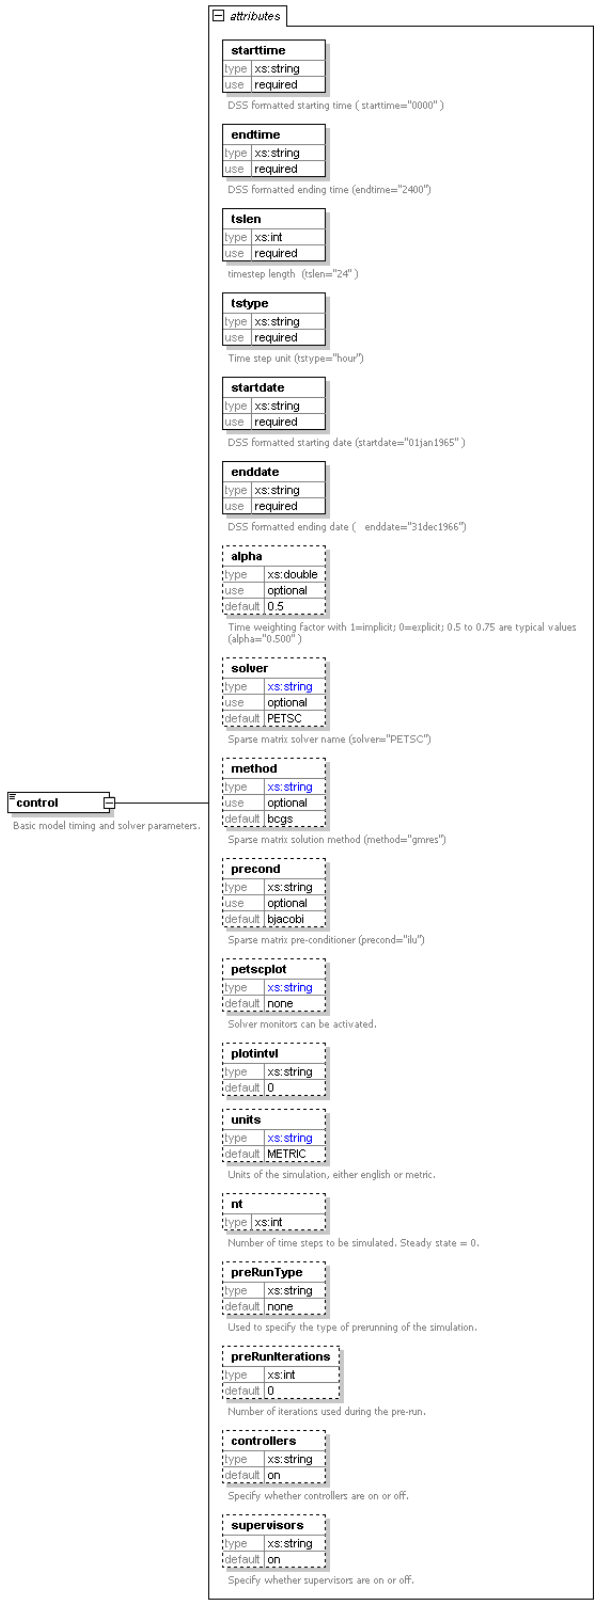 attributes
starttime
type xs:string
use required
DSS formatted starting time ( starttime="0000" )
endtime
type xs:string
use required
DSS formatted ending time (endtime="2400")
tslen
type xs:int
use required
timestep length (tslen="24" )
tstype
type xs:string
use required
Time step unit (tstype="hour")
startdate
type xs:string
use required
DSS formatted starting date (startdate="01jan1965" )
enddate
type xs:string
use required
DSS formatted ending date ( enddate="31dec1966")
alpha
type xs:double
use optional
default 0.5
Time weighting factor with 1=implicit; 0=explicit; 0.5 to 0.75 are typical values
(alpha="0.500" )
solver
type xs:string
use optional
default PETSC
Sparse matrix solver name (solver="PETSC")
method
type xs:string
use optional
default bcgs
Sparse matrix solution method (method="gmres")
control
Basic model timing and solver parameters.
precond
type xs:string
use optional
default bjacobi
Sparse matrix pre-conditioner (precond="ilu")
petscplot
type xs:string
default none
Solver monitors can be activated.
plotintvl
type xs:string
default 0
units
type xs:string
default METRIC
Units of the simulation, either english or metric.
nt
type xs:int
Number of time steps to be simulated. Steady state = 0.
preRunType
type xs:string
default none
Used to specify the type of prerunning of the simulation.
preRunIterations
type xs:int
default 0
Number of iterations used during the pre-run.
controllers
type xs:string
default on
Specify whether controllers are on or off.
supervisors
type xs:string
default on
Specify whether supervisors are on or off.